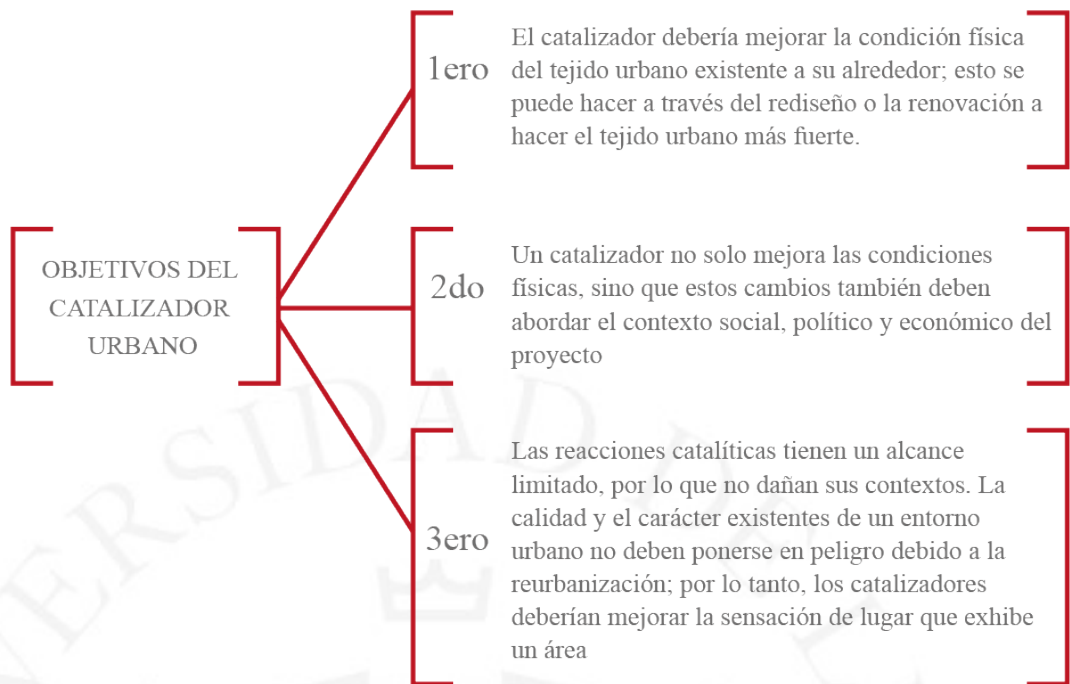 OBJETIVOS DEL
CATALIZADOR
URBANO
1ero
El catalizador debería mejorar la condición física
del tejido urbano existente a su alrededor; esto se
puede hacer a través del rediseño o la renovación a
hacer el tejido urbano más fuerte.
2do
Un catalizador no solo mejora las condiciones
físicas, sino que estos cambios también deben
abordar el contexto social, político y económico del
proyecto
3ero
Las reacciones catalíticas tienen un alcance
limitado, por lo que no dañan sus contextos. La
calidad y el carácter existentes de un entorno
urbano no deben ponerse en peligro debido a la
reurbanización; por lo tanto, los catalizadores
deberían mejorar la sensación de lugar que exhibe
un área